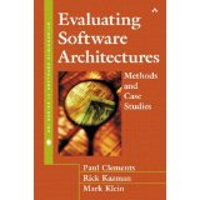 Evaluating
Software
Architectures
Methods and
Case
Studies
Paul Clements
Rick Kazman
Mark Klein